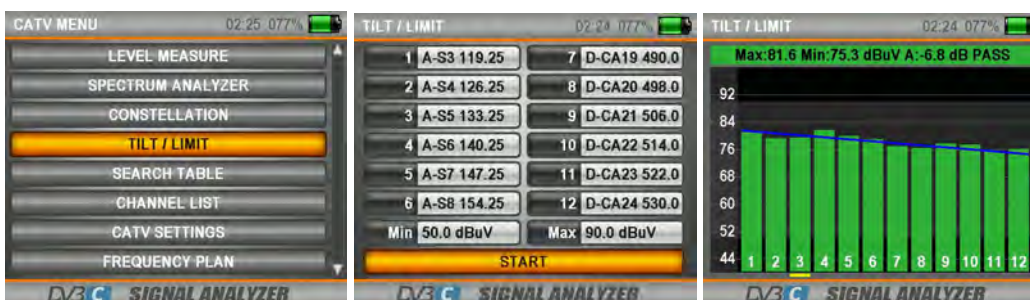 CATV MENU 02:25 077%
LEVEL MEASURE
SPECTRUM ANALYZER
CONSTELLATION
TILT / LIMIT
SEARCH TABLE
CHANNEL LIST
CATV SETTINGS
FREQUENCY PLAN
DVB C SIGNAL ANALYZER
TILT / LIMIT 02:24 077%
1 A-S3 119.25 7 D-CA19 490.0
2 A-S4 126.25 8 D-CA20 498.0
3 A-S5 133.25 9 D-CA21 506.0
4 A-S6 140.25 10 D-CA22 514.0
5 A-S7 147.25 11 D-CA23 522.0
6 A-S8 154.25 12 D-CA24 530.0
Min 50.0 dBuV Max 90.0 dBuV
START
DVB C SIGNAL ANALYZER
TILT / LIMIT 02:24 077%
Max:81.6 Min:75.3 dBuV A:-6.8 dB PASS
92
84
76
68
60
52
44 1 2 3 4 5 6 7 8 9 10 11 12
DVB C SIGNAL ANALYZER